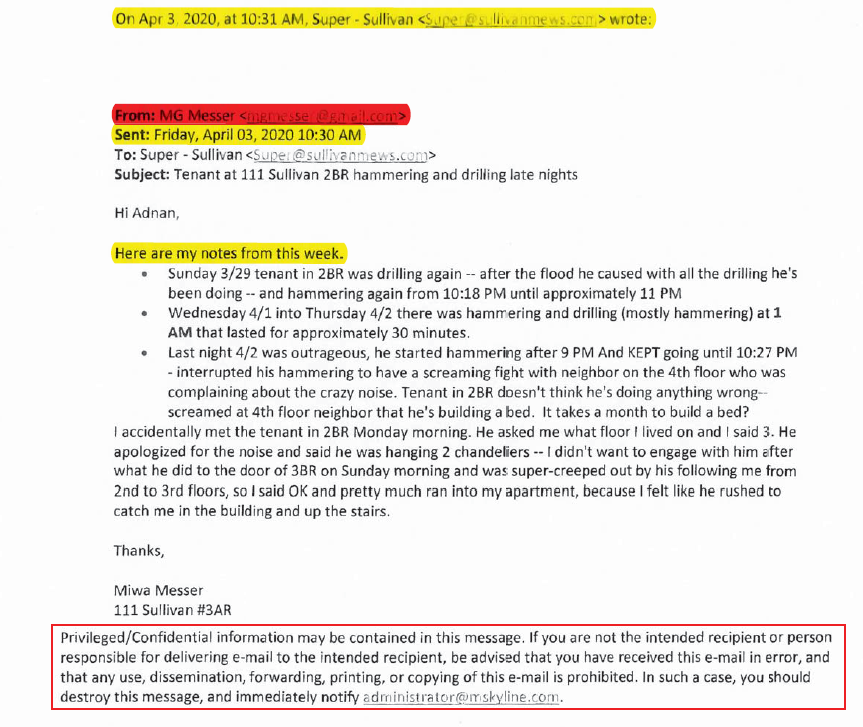 On Apr 3, 2020, at 10:31 AM, Super - Sullivan <Super@sullivanmews.com> wrote:
From: MG Messer <mgmesser@gmail.com>
Sent: Friday, April 03, 2020 10:30 AM
To: Super - Sullivan <Super@sullivanmews.com>
Subject: Tenant at 111 Sullivan 2BR hammering and drilling late nights
Hi Adnan,
Here are my notes from this week.
• Sunday 3/29 tenant in 2BR was drilling again -- after the flood he caused with all the drilling he's
been doing -- and hammering again from 10:18 PM until approximately 11 PM
• Wednesday 4/1 into Thursday 4/2 there was hammering and drilling (mostly hammering) at 1
AM that lasted for approximately 30 minutes.
• Last night 4/2 was outrageous, he started hammering after 9 PM And KEPT going until 10:27 PM
- interrupted his hammering to have a screaming fight with neighbor on the 4th floor who was
complaining about the crazy noise. Tenant in 2BR doesn't think he's doing anything wrong--
screamed at 4th floor neighbor that he's building a bed. It takes a month to build a bed?
I accidentally met the tenant in 2BR Monday morning. He asked me what floor I lived on and I said 3. He
apologized for the noise and said he was hanging 2 chandeliers -- I didn't want to engage with him after
what he did to the door of 3BR on Sunday morning and was super-creeped out by his following me from
2nd to 3rd floors, so I said OK and pretty much ran into my apartment, because I felt like he rushed to
catch me in the building and up the stairs.
Thanks,
Miwa Messer
111 Sullivan #3AR
Privileged/Confidential information may be contained in this message. If you are not the intended recipient or person
responsible for delivering e-mail to the intended recipient, be advised that you have received this e-mail in error, and
that any use, dissemination, forwarding, printing, or copying of this e-mail is prohibited. In such a case, you should
destroy this message, and immediately notify administrator@mskyline.com.